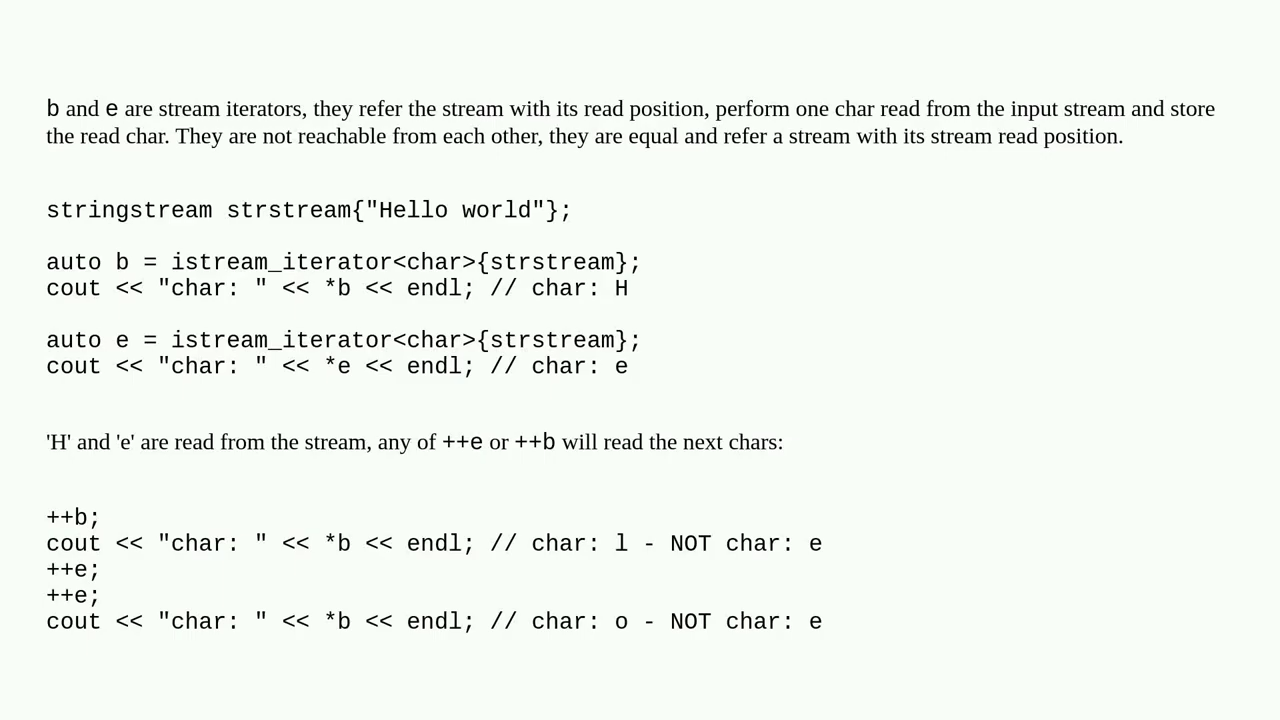 b and e are stream iterators, they refer the stream with its read position, perform one char read from the input stream and store
the read char. They are not reachable from each other, they are equal and refer a stream with its stream read position.
stringstream strstream{"Hello world"};
auto b = istream_iterator<char>{strstream};
cout << "char: " << *b << endl; // char: H
auto e = istream_iterator<char>{strstream};
cout << "char: " << *e << endl; // char: e
'H' and 'e' are read from the stream, any of ++e or ++b will read the next chars:
++b;
cout << "char: " << *b << endl; // char: l - NOT char: e
++e;
++e;
cout << "char: " << *b << endl; // char: o - NOT char: e